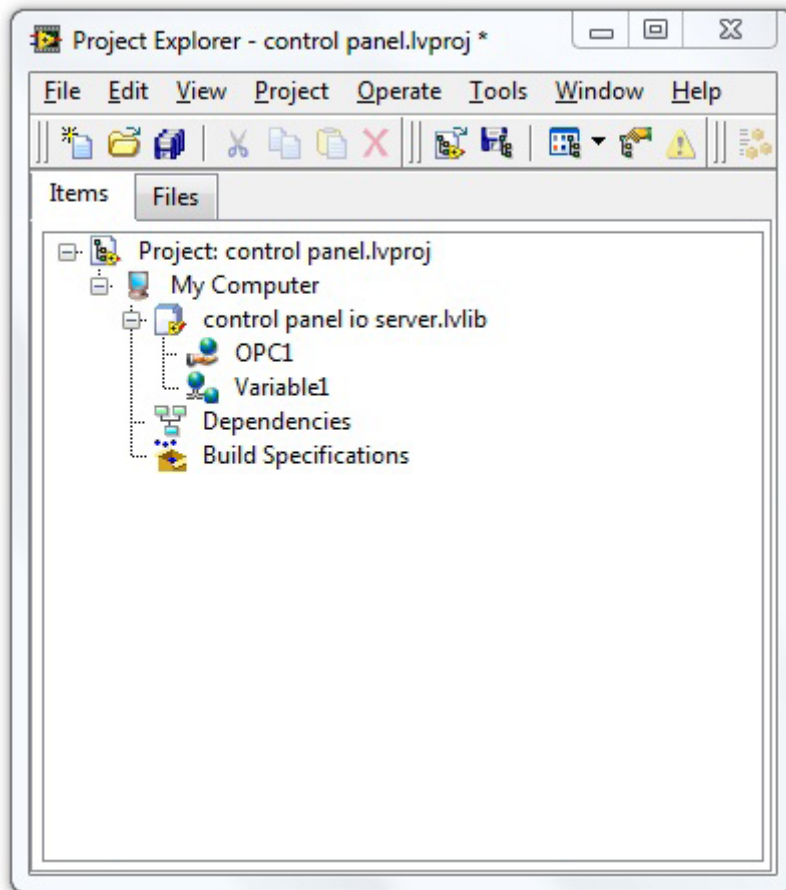 Project Explorer - control panel.lvproj *
File Edit View Project Operate Tools Window Help
Items Files
Project: control panel.lvproj
My Computer
control panel io server.lvlib
OPC1
Variable1
Dependencies
Build Specifications